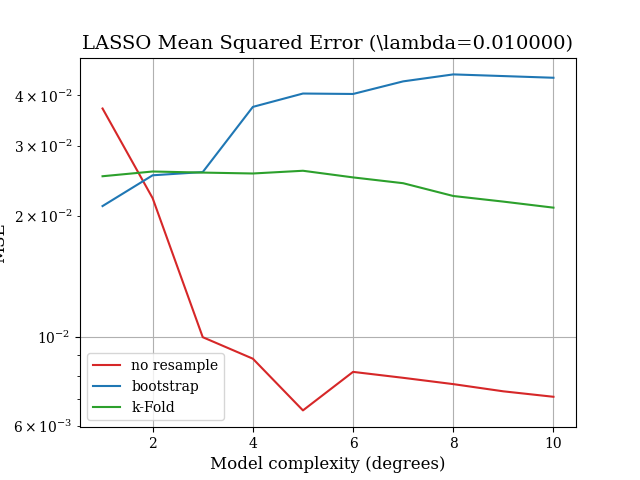 LASSO Mean Squared Error (\lambda=0.010000)
4 × 10⁻²
3 × 10⁻²
2 × 10⁻²
10⁻²
6 × 10⁻³
MSE
no resample
bootstrap
k-Fold
2 4 6 8 10
Model complexity (degrees)